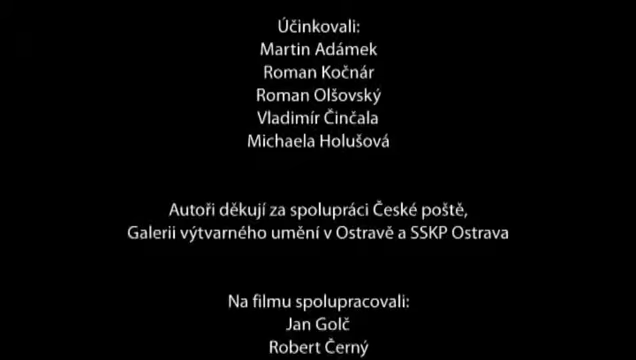 Účinkovali:
Martin Adámek
Roman Kočnár
Roman Olšovský
Vladimír Činčala
Michaela Holušová
Autoři děkují za spolupráci České poště,
Galerii výtvarného umění v Ostravě a SSKP Ostrava
Na filmu spolupracovali:
Jan Golč
Robert Černý